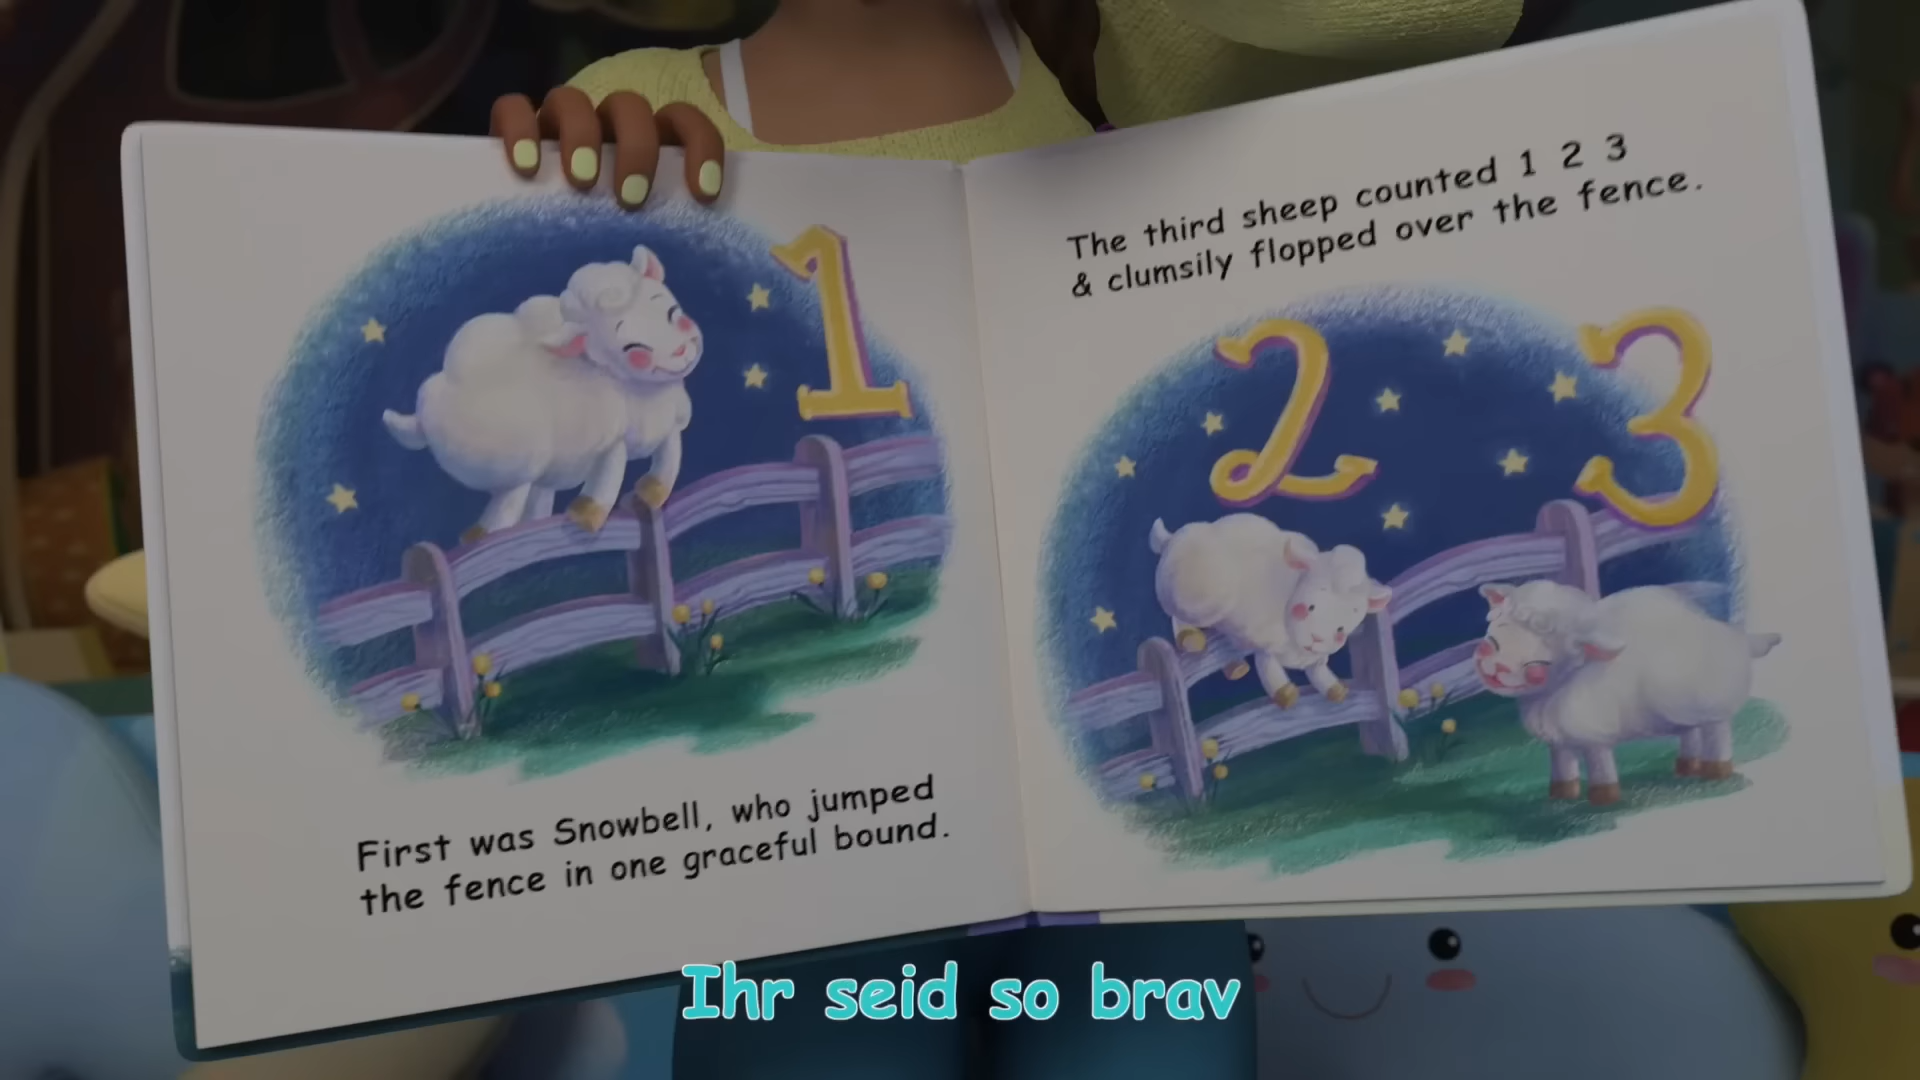 1
First was Snowbell, who jumped
the fence in one graceful bound.
The third sheep counted 1 2 3
& clumsily flopped over the fence.
2 3
Ihr seid so brav